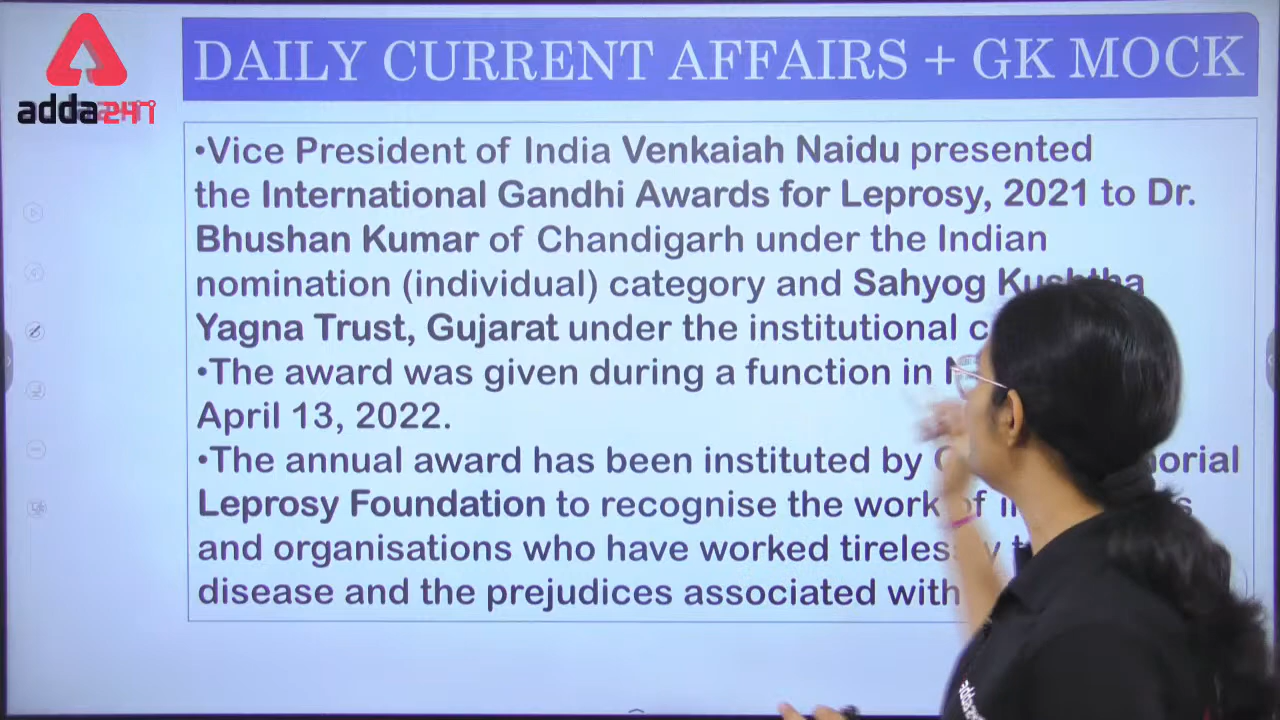 adda247
DAILY CURRENT AFFAIRS + GK MOCK
•Vice President of India Venkaiah Naidu presented
the International Gandhi Awards for Leprosy, 2021 to Dr.
Bhushan Kumar of Chandigarh under the Indian
nomination (individual) category and Sahyog Kushtha
Yagna Trust, Gujarat under the institutional
•The award was given during a function in
April 13, 2022.
•The annual award has been instituted by
Leprosy Foundation to recognise the work of
and organisations who have worked
disease and the prejudices associated with